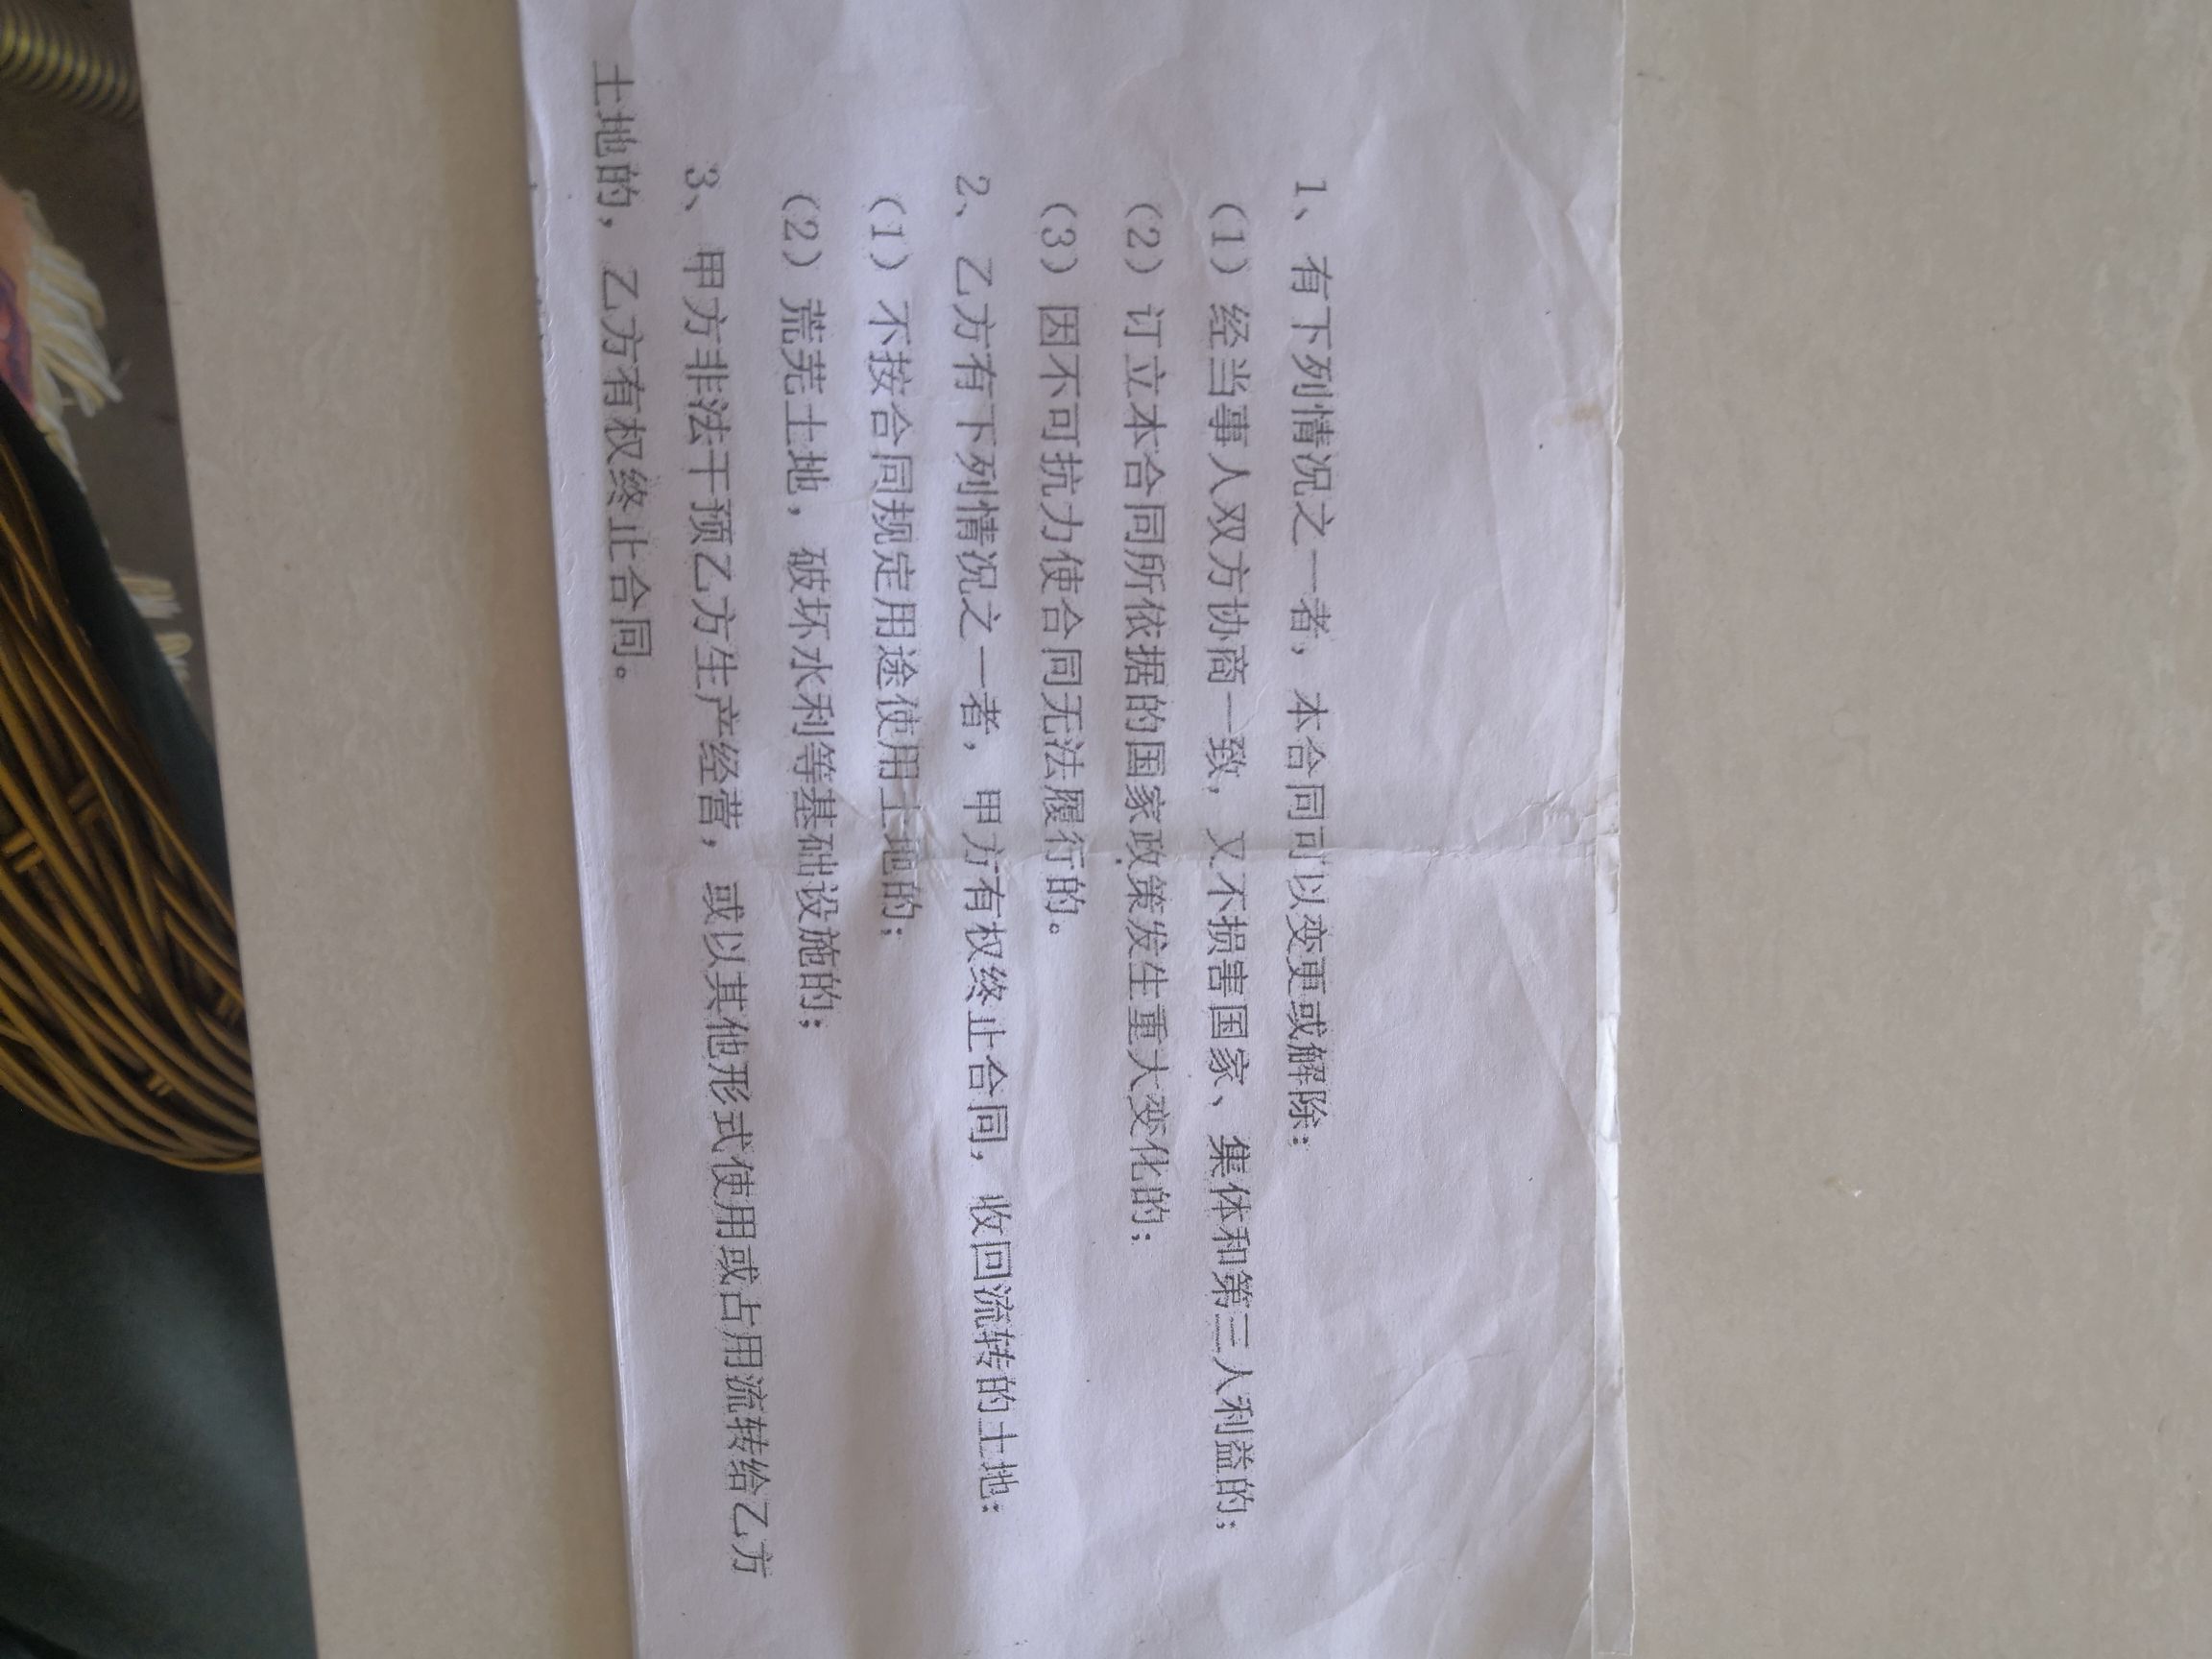 1、有下列情况之一者，本合同可以变更或解除：
（1）经当事人双方协商一致，又不损害国家、集体和第三人利益的；
（2）订立本合同所依据的国家政策发生重大变化的；
（3）因不可抗力使合同无法履行的。
2、乙方有下列情况之一者，甲方有权终止合同，收回流转的土地：
（1）不按合同规定用途使用土地的；
（2）荒芜土地，破坏水利等基础设施的；
3、甲方非法干预乙方生产经营，或以其他形式使用或占用流转给乙方
土地的，乙方有权终止合同。